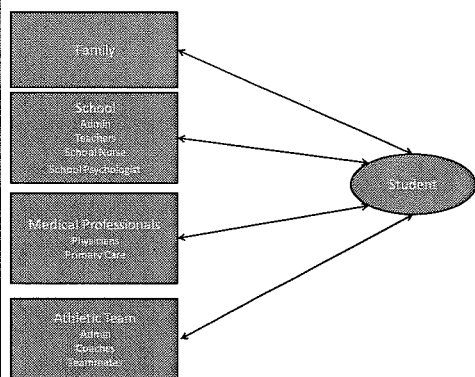 Family
School
Admin
Teachers
School Nurse
School Psychologist
Student
Medical Professionals
Physicians
Primary Care
Athletic Team
Admin
Coaches
Teammates